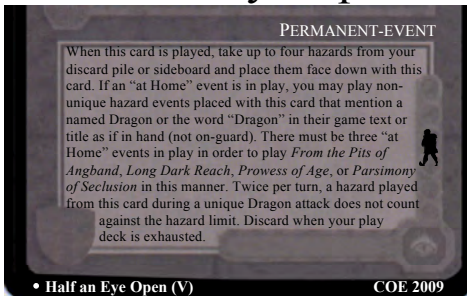 PERMANENT-EVENT
When this card is played, take up to four hazards from your
discard pile or sideboard and place them face down with this
card. If an “at Home” event is in play, you may play non-
unique hazard events placed with this card that mention a
named Dragon or the word “Dragon” in their game text or
title as if in hand (not on-guard). There must be three “at
Home” events in play in order to play From the Pits of
Angband, Long Dark Reach, Prowess of Age, or Parsimony
of Seclusion in this manner. Twice per turn, a hazard played
from this card during a unique Dragon attack does not count
against the hazard limit. Discard when your play
deck is exhausted.
• Half an Eye Open (V) COE 2009